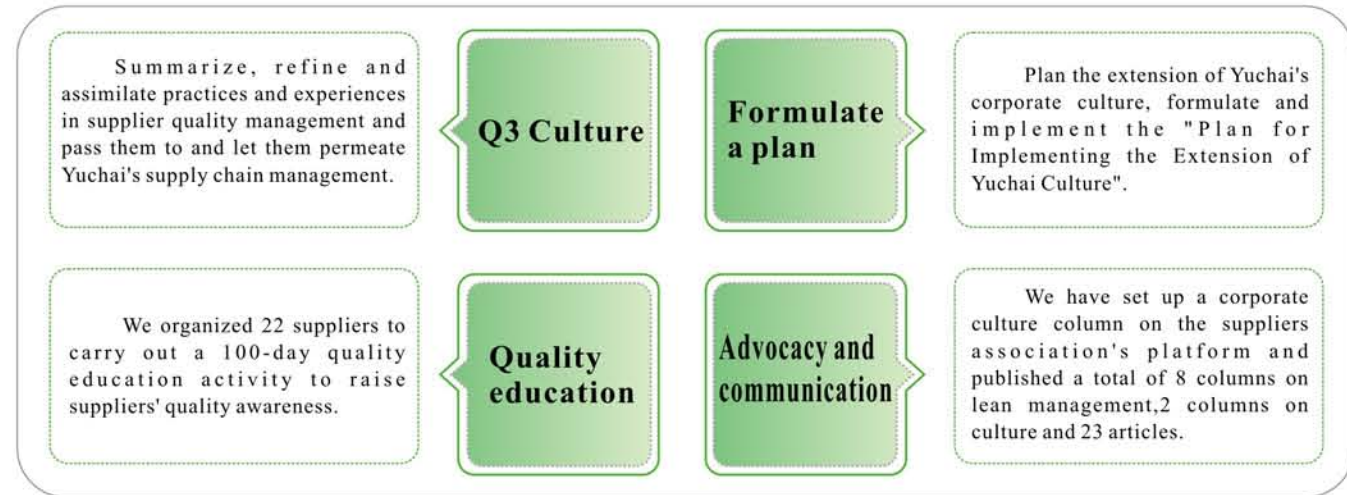 Summarize, refine and
assimilate practices and experiences
in supplier quality management and
pass them to and let them permeate
Yuchai's supply chain management.
Q3 Culture
Formulate
a plan
Plan the extension of Yuchai's
corporate culture, formulate and
implement the "Plan for
Implementing the Extension of
Yuchai Culture".
We organized 22 suppliers to
carry out a 100-day quality
education activity to raise
suppliers' quality awareness.
Quality
education
Advocacy and
communication
We have set up a corporate
culture column on the suppliers
association's platform and
published a total of 8 columns on
lean management,2 columns on
culture and 23 articles.